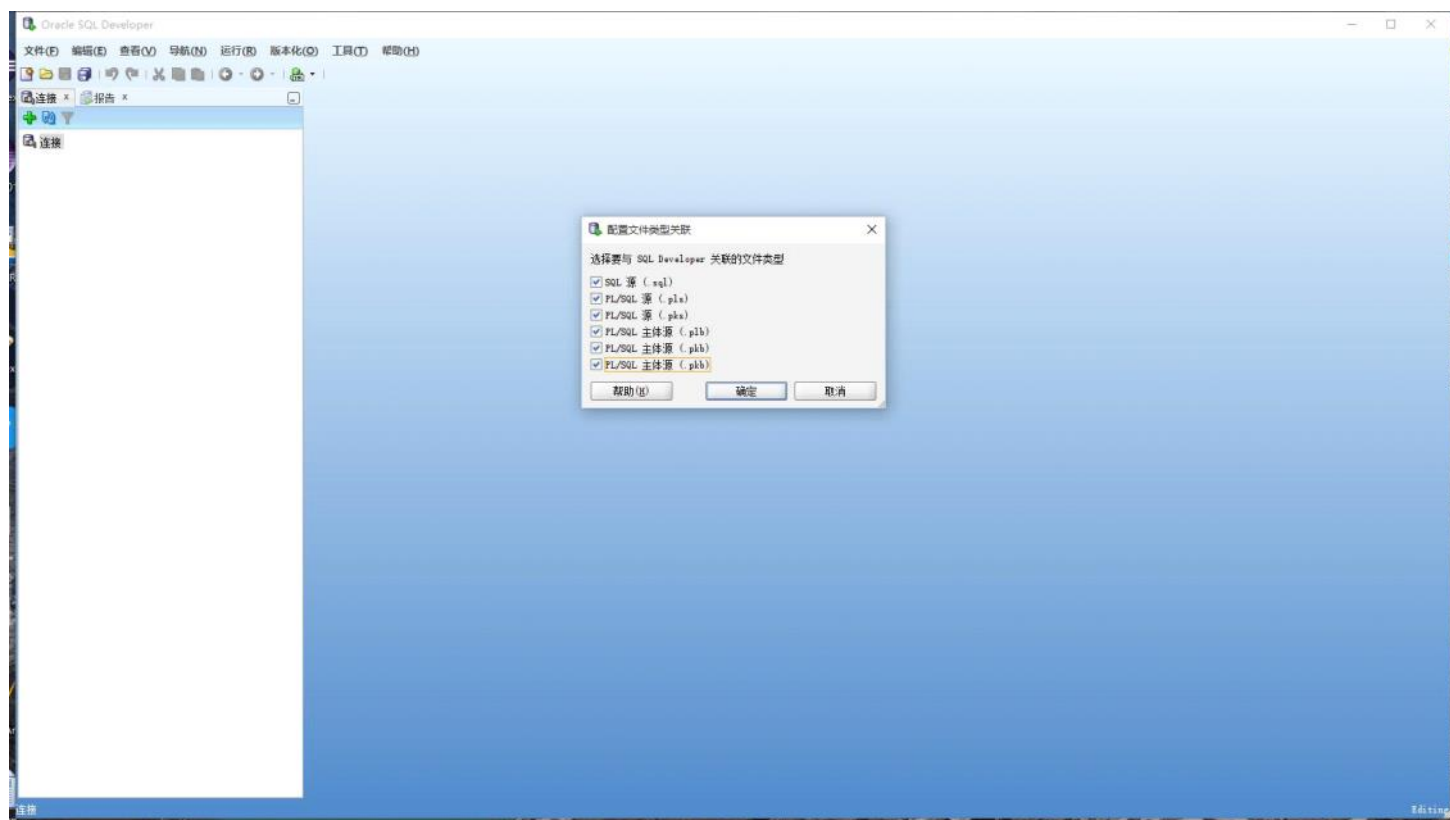 Oracle SQL Developer
文件(F) 编辑(E) 查看(V) 导航(N) 运行(R) 版本化(O) 工具(T) 帮助(H)
连接 报告
连接
配置文件类型关联
选择要与 SQL Developer 关联的文件类型
SQL 源 (.sql)
PL/SQL 源 (.pls)
PL/SQL 源 (.pks)
PL/SQL 主体源 (.plb)
PL/SQL 主体源 (.pkb)
PL/SQL 主体源 (.pkb)
帮助(H) 确定 取消
连接 Editing